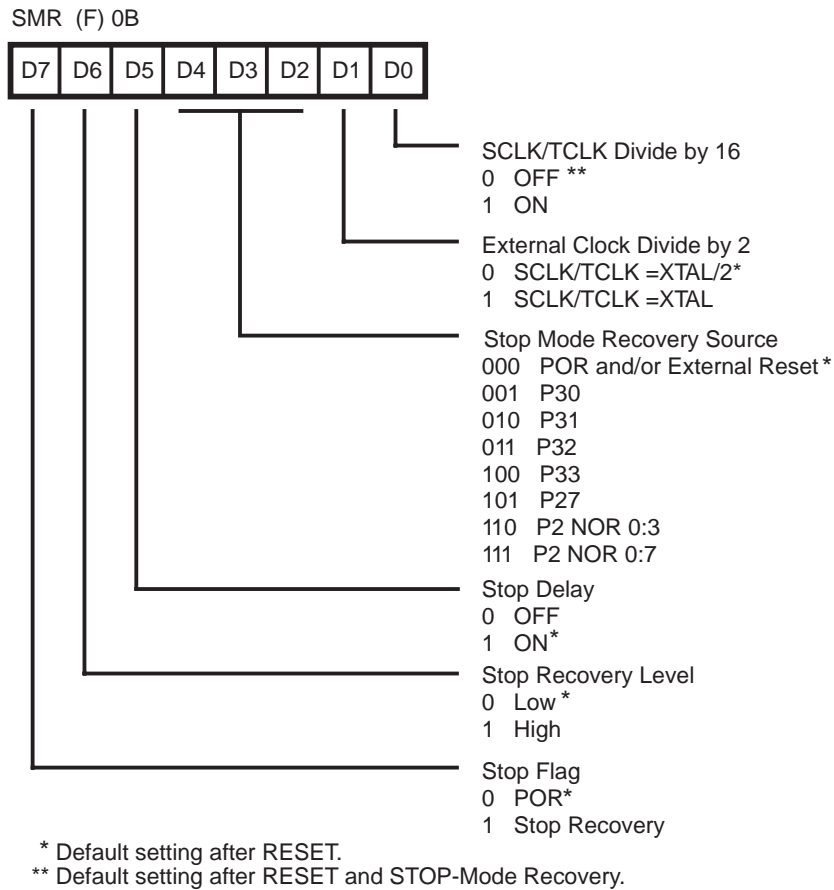 SMR (F) 0B
D7 D6 D5 D4 D3 D2 D1 D0
SCLK/TCLK Divide by 16
0 OFF **
1 ON
External Clock Divide by 2
0 SCLK/TCLK =XTAL/2*
1 SCLK/TCLK =XTAL
Stop Mode Recovery Source
000 POR and/or External Reset*
001 P30
010 P31
011 P32
100 P33
101 P27
110 P2 NOR 0:3
111 P2 NOR 0:7
Stop Delay
0 OFF
1 ON*
Stop Recovery Level
0 Low*
1 High
Stop Flag
0 POR*
1 Stop Recovery
* Default setting after RESET.
** Default setting after RESET and STOP-Mode Recovery.